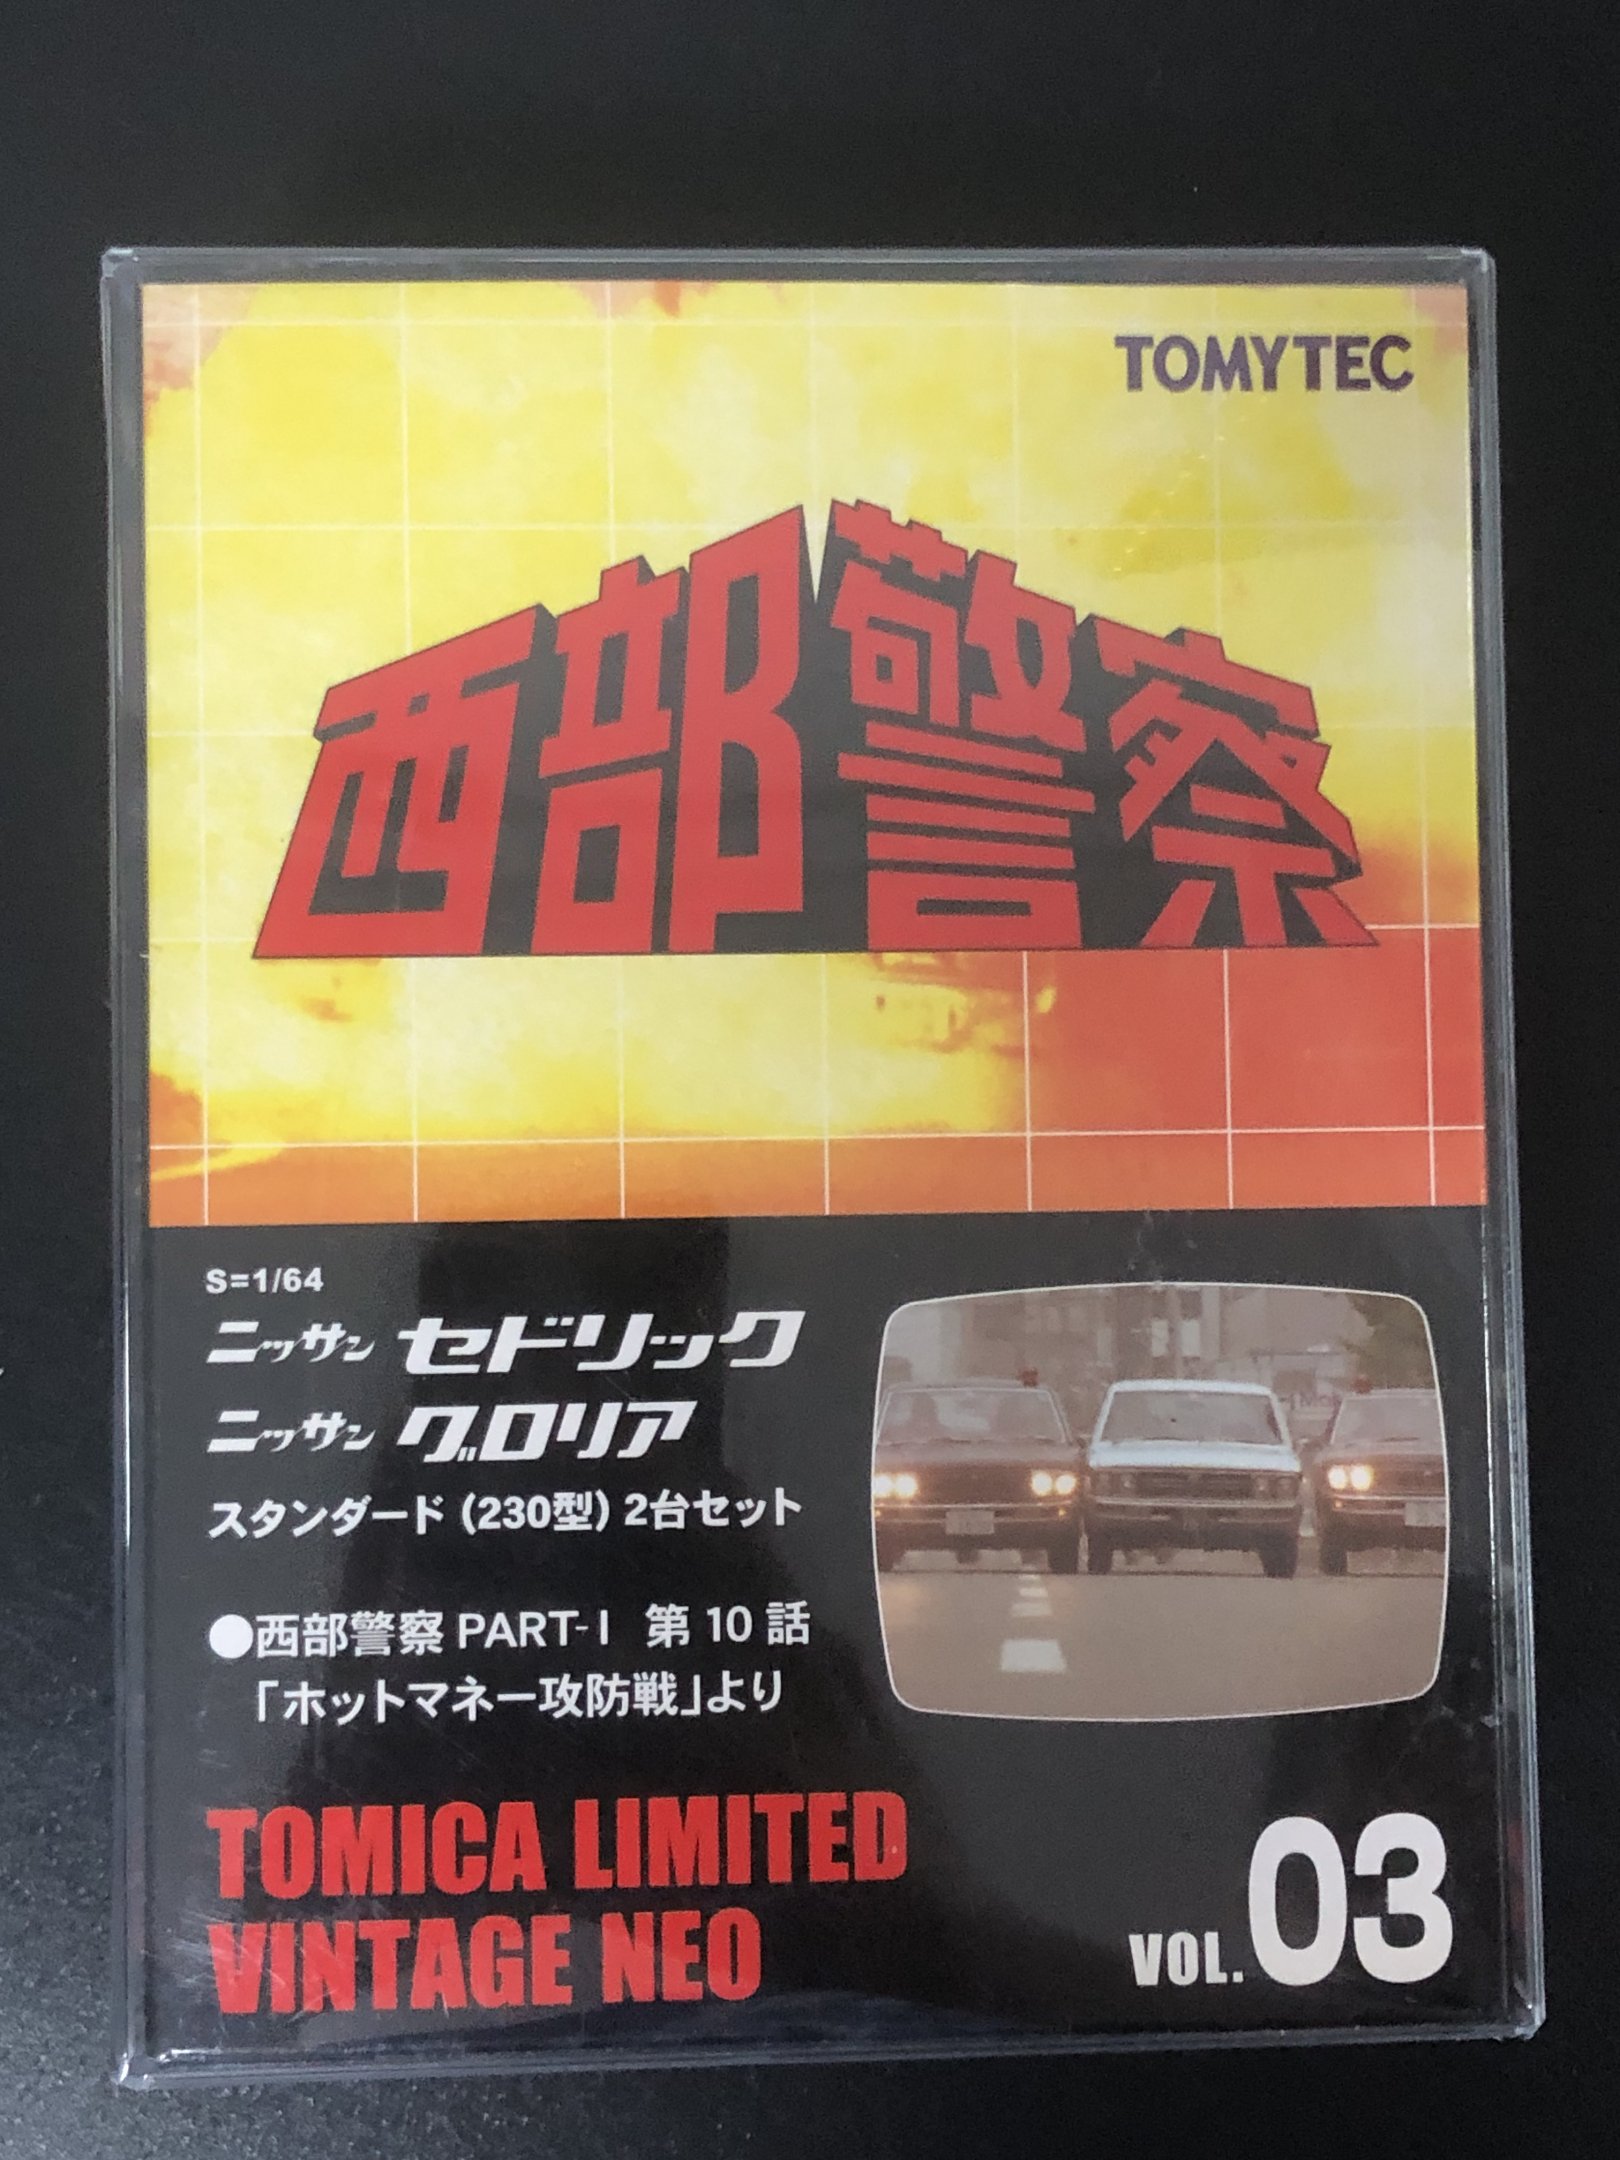 TOMYTEC
西部警察
S=1/64
ニッサン セドリック
ニッサン グロリア
スタンダード (230型) 2台セット
●西部警察 PART-I 第10話
「ホットマネー攻防戦」より
TOMICA LIMITED
VINTAGE NEO
VOL.03